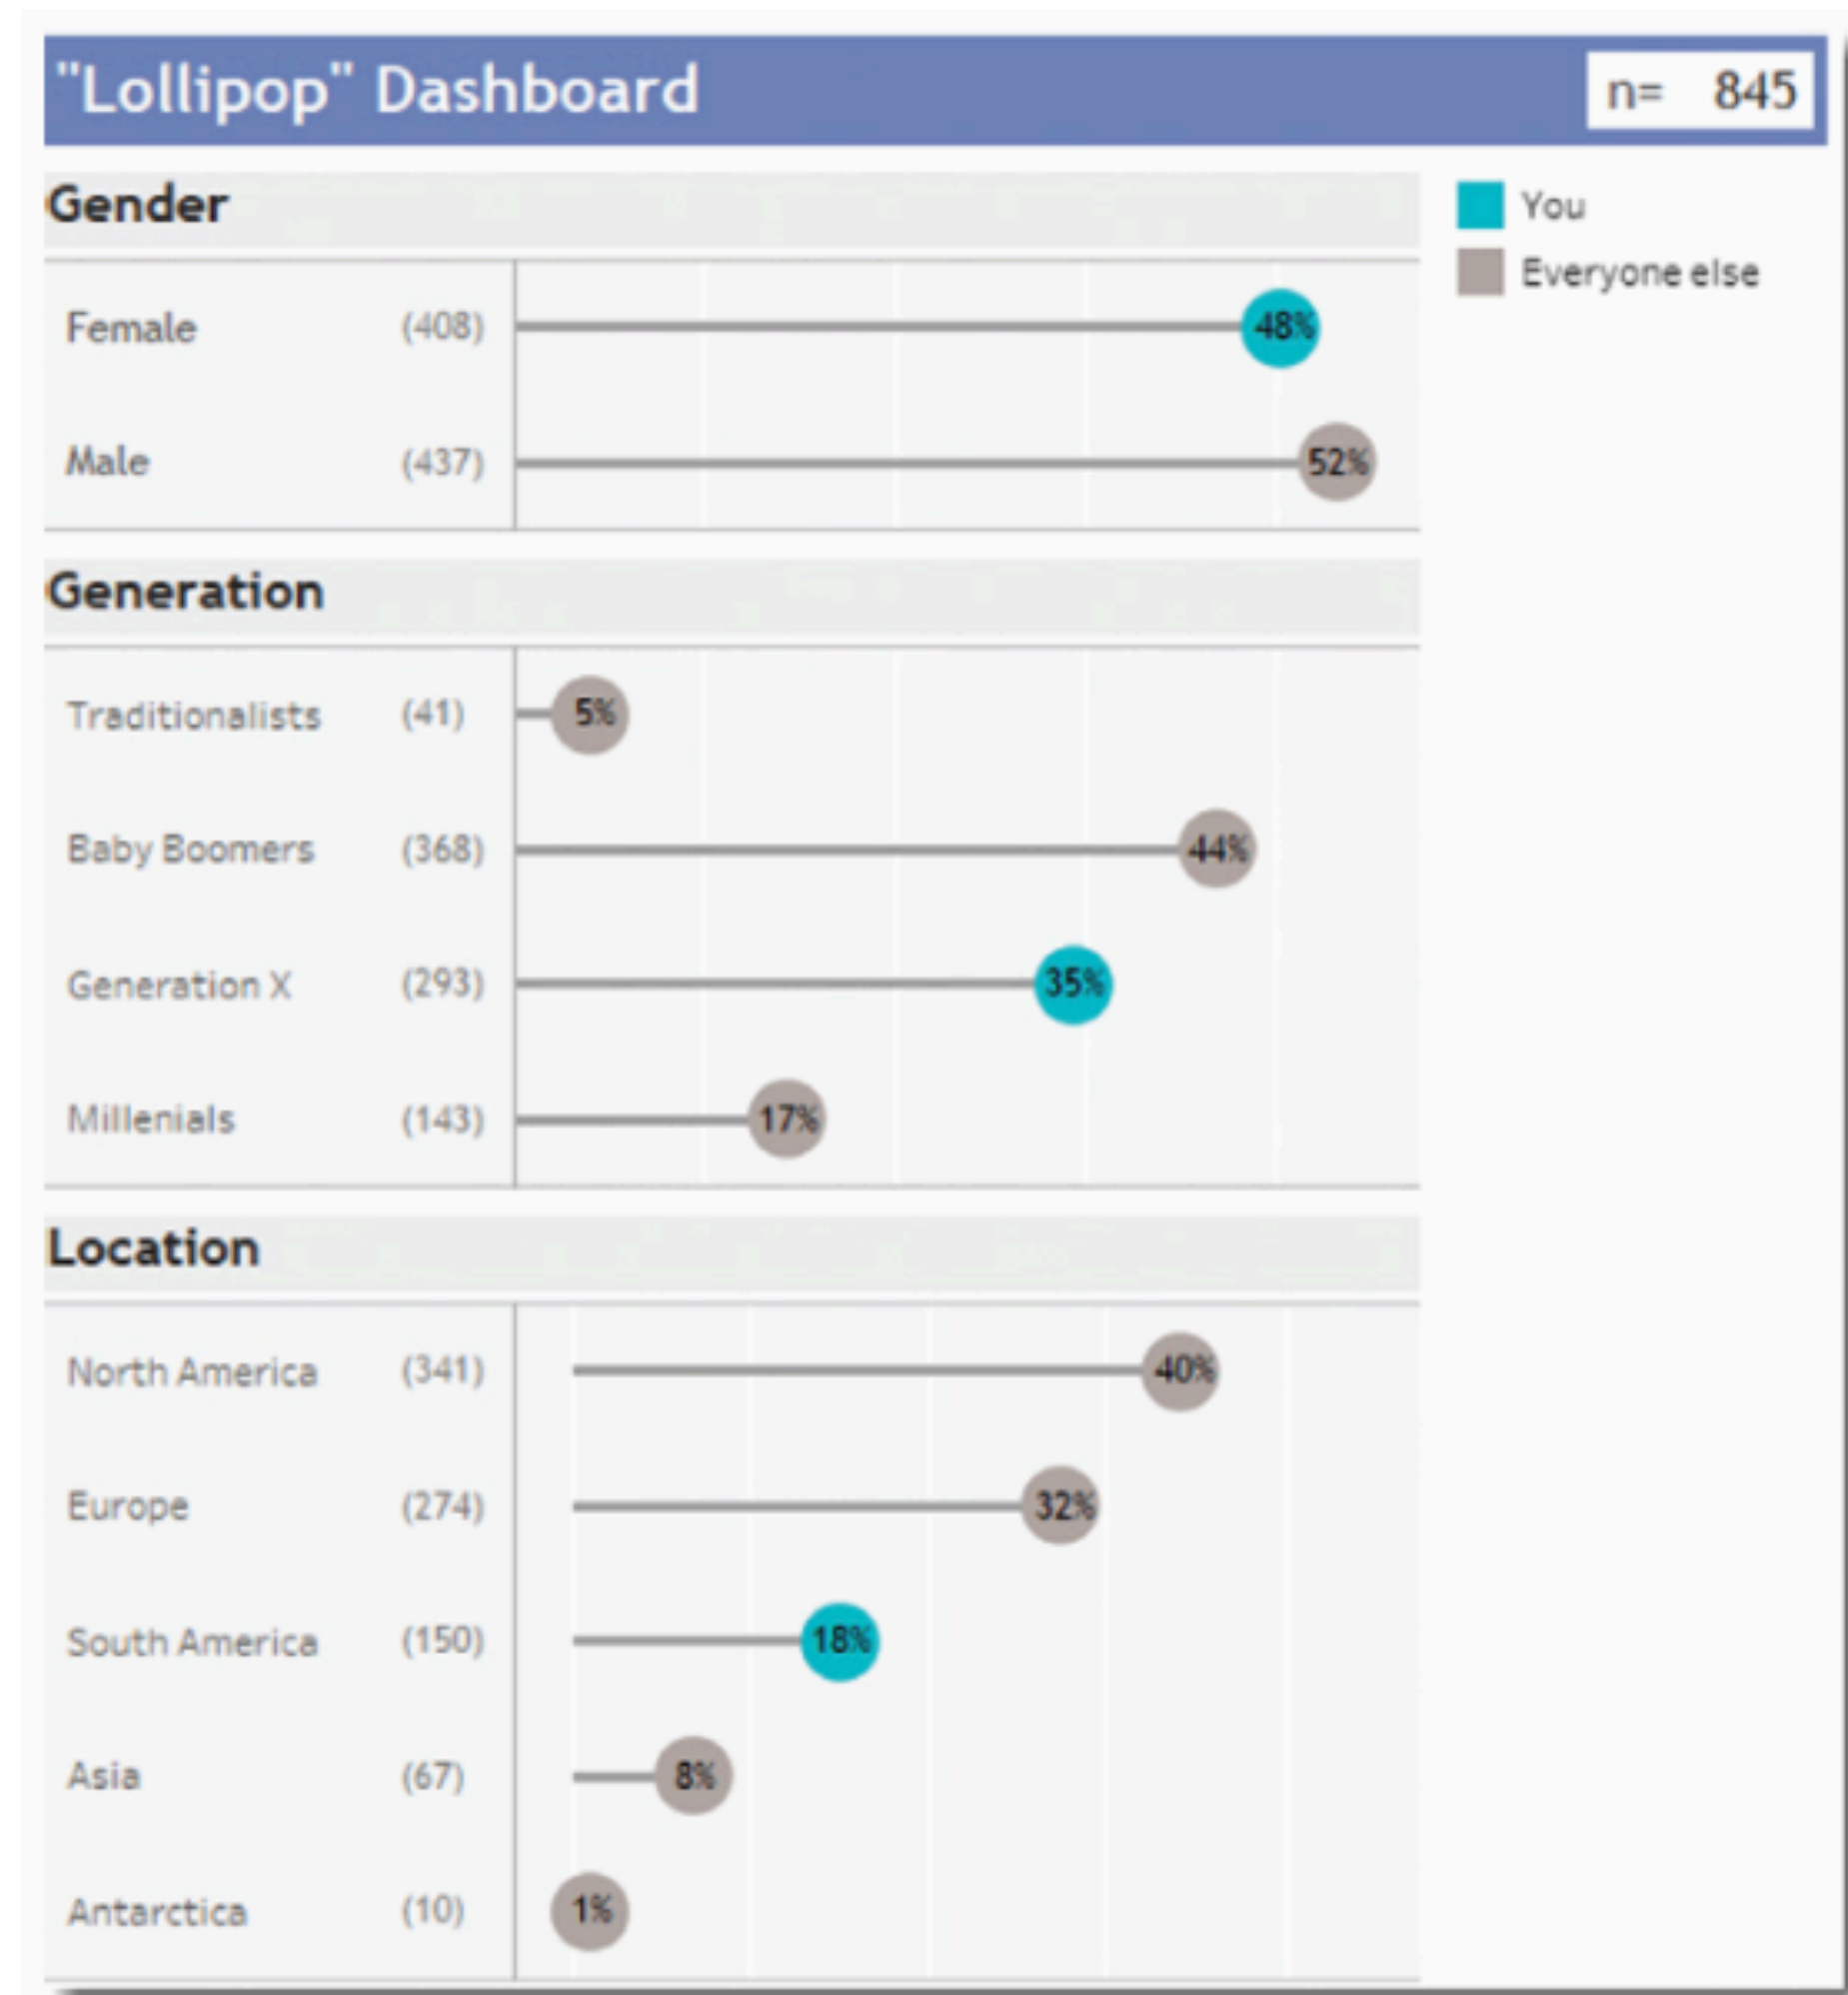 "Lollipop" Dashboard n= 845
Gender
You
Everyone else
Female (408) 48%
Male (437) 52%
Generation
Traditionalists (41) 5%
Baby Boomers (368) 44%
Generation X (293) 35%
Millenials (143) 17%
Location
North America (341) 40%
Europe (274) 32%
South America (150) 18%
Asia (67) 8%
Antarctica (10) 1%